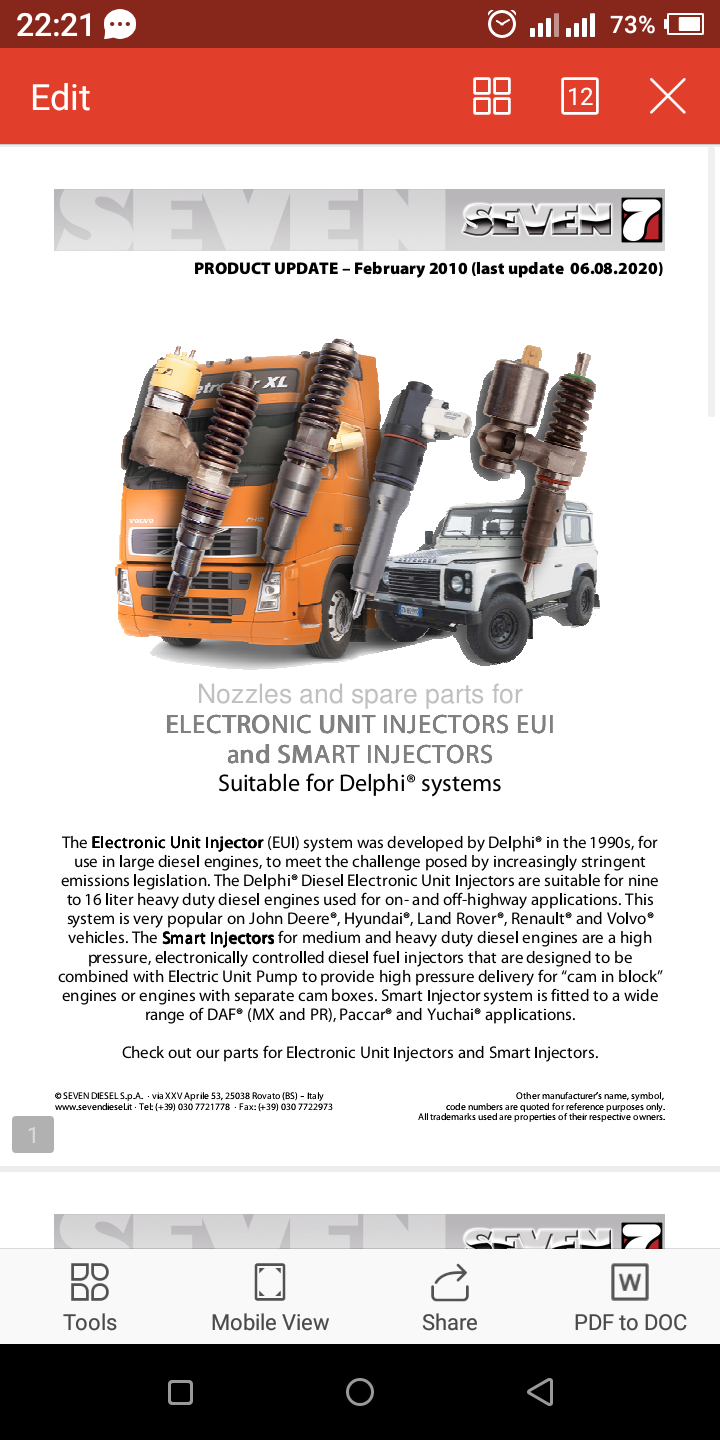 22:21
73%
Edit
12
SEVEN
SEVEN 7
PRODUCT UPDATE – February 2010 (last update 06.08.2020)
XL
VOLVO
DEFENDER
Nozzles and spare parts for
ELECTRONIC UNIT INJECTORS EUI
and SMART INJECTORS
Suitable for Delphi® systems
The Electronic Unit Injector (EUI) system was developed by Delphi® in the 1990s, for
use in large diesel engines, to meet the challenge posed by increasingly stringent
emissions legislation. The Delphi® Diesel Electronic Unit Injectors are suitable for nine
to 16 liter heavy duty diesel engines used for on- and off-highway applications. This
system is very popular on John Deere®, Hyundai®, Land Rover®, Renault® and Volvo®
vehicles. The Smart Injectors for medium and heavy duty diesel engines are a high
pressure, electronically controlled diesel fuel injectors that are designed to be
combined with Electric Unit Pump to provide high pressure delivery for “cam in block”
engines or engines with separate cam boxes. Smart Injector system is fitted to a wide
range of DAF® (MX and PR), Paccar® and Yuchai® applications.
Check out our parts for Electronic Unit Injectors and Smart Injectors.
© SEVEN DIESEL S.p.A. · via XXV Aprile 53, 25038 Rovato (BS) – Italy
www.sevendiesel.it · Tel: (+39) 030 7721778 · Fax: (+39) 030 7722973
Other manufacturer's name, symbol,
code numbers are quoted for reference purposes only.
All trademarks used are properties of their respective owners.
1
SEVEN
SEVEN 7
Tools
Mobile View
Share
W
PDF to DOC